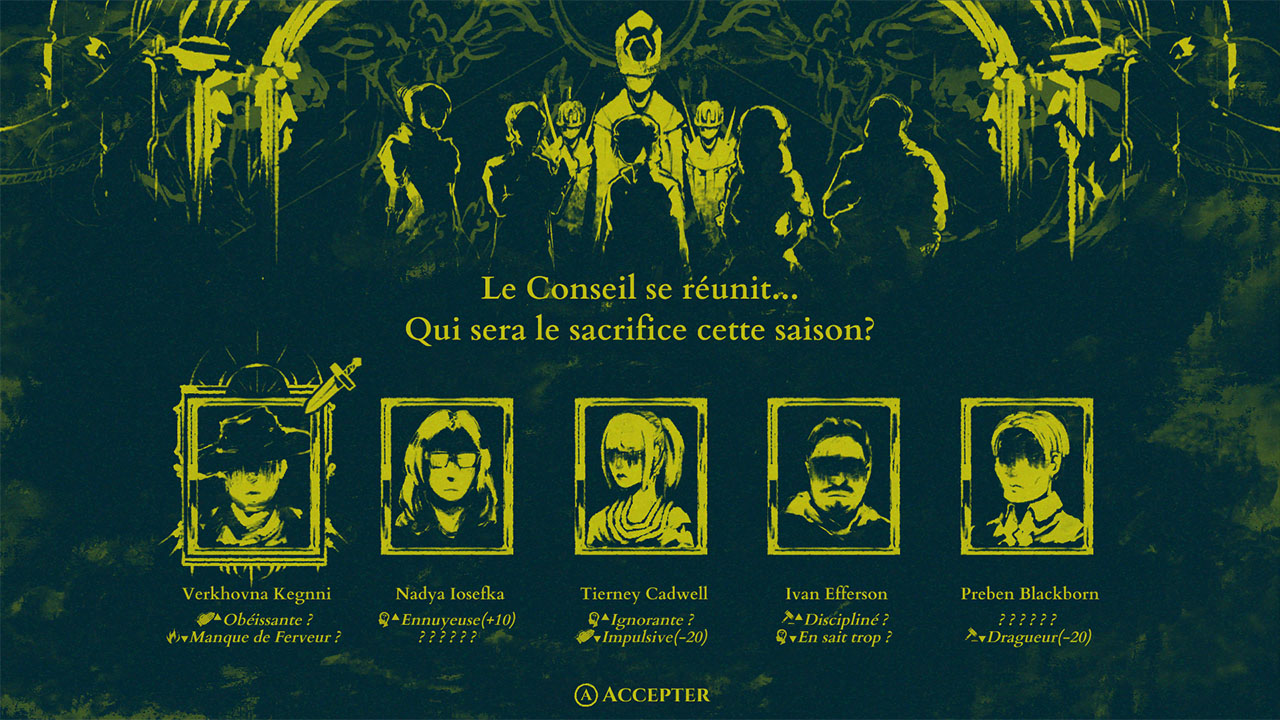 Le Conseil se réunit...
Qui sera le sacrifice cette saison?
Verkhovna Kegnni
Obéissante ?
Manque de Ferveur ?
Nadya Iosefka
Ennuyeuse(+10)
? ? ? ? ? ?
Tierney Cadwell
Ignorante ?
Impulsive(-20)
Ivan Efferson
Discipliné ?
En sait trop ?
Preben Blackborn
? ? ? ? ? ?
Dragueur(-20)
A ACCEPTER